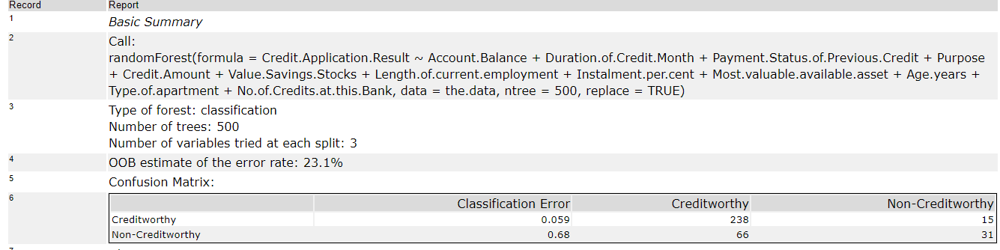 Record Report
1 Basic Summary
2 Call:
randomForest(formula = Credit.Application.Result ~ Account.Balance + Duration.of.Credit.Month + Payment.Status.of.Previous.Credit + Purpose
+ Credit.Amount + Value.Savings.Stocks + Length.of.current.employment + Instalment.per.cent + Most.valuable.available.asset + Age.years +
Type.of.apartment + No.of.Credits.at.this.Bank, data = the.data, ntree = 500, replace = TRUE)
3 Type of forest: classification
Number of trees: 500
Number of variables tried at each split: 3
4 OOB estimate of the error rate: 23.1%
5 Confusion Matrix:
6 Classification Error Creditworthy Non-Creditworthy
Creditworthy 0.059 238 15
Non-Creditworthy 0.68 66 31